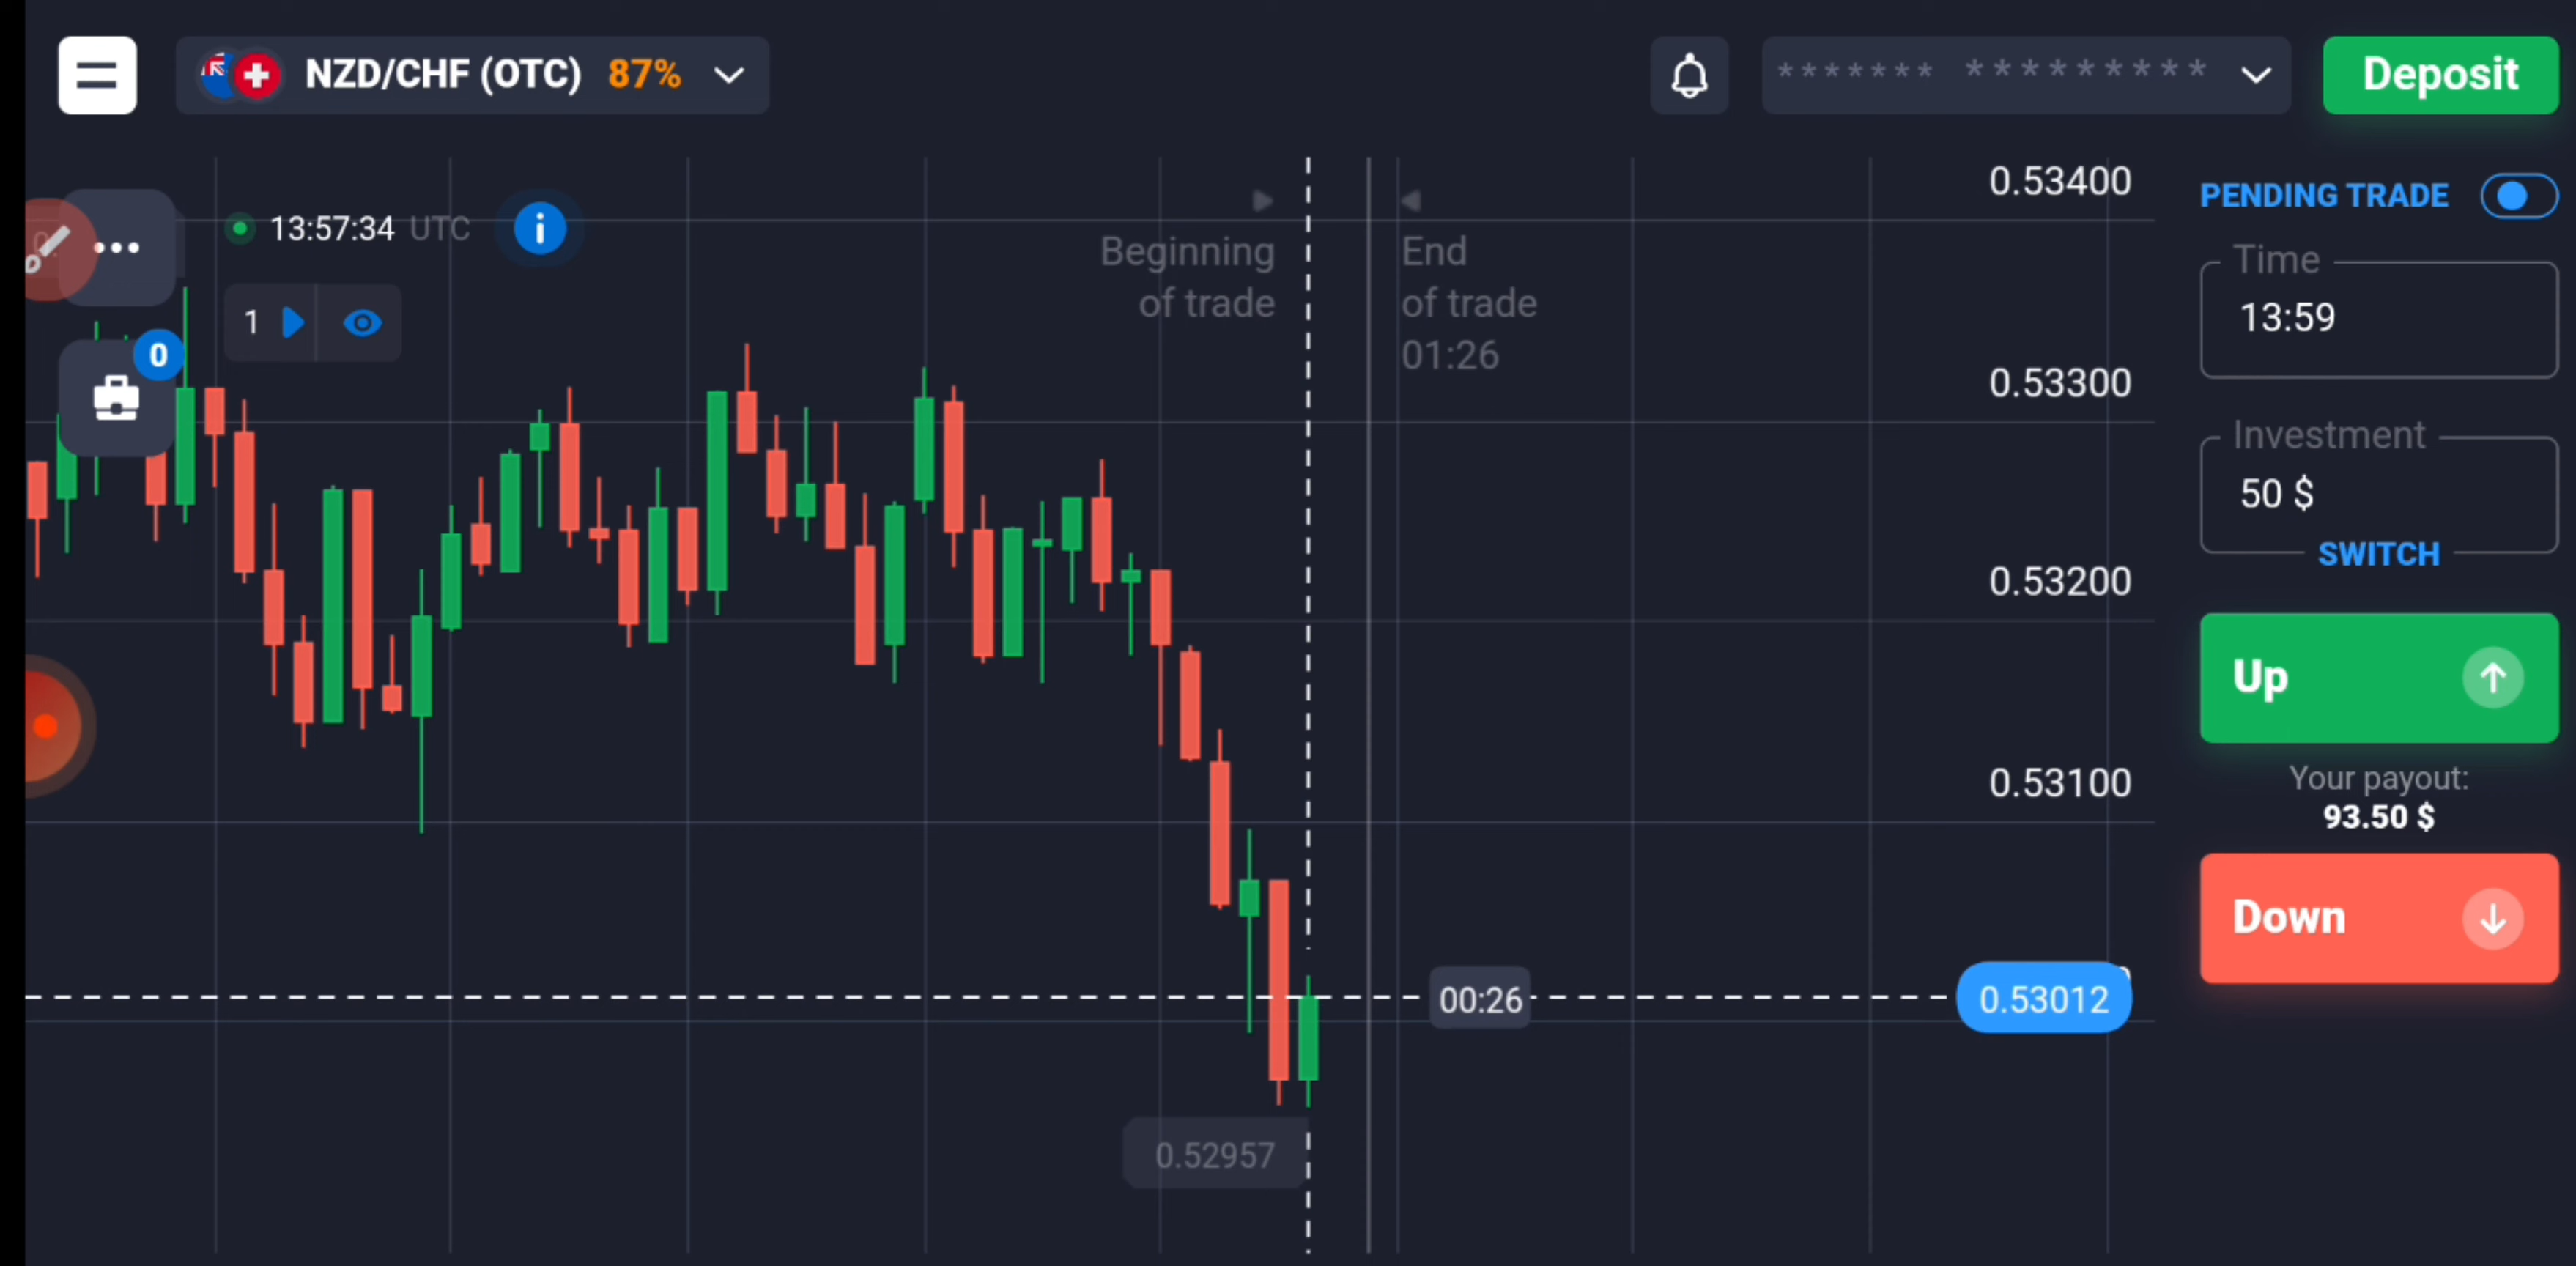 NZD/CHF (OTC) 87%
******* *********
Deposit
13:57:34 UTC
1
0
Beginning
of trade
End
of trade
01:26
0.53400
0.53300
0.53200
0.53100
00:26
0.53012
0.52957
PENDING TRADE
Time
13:59
Investment
50 $
SWITCH
Up
Your payout:
93.50 $
Down